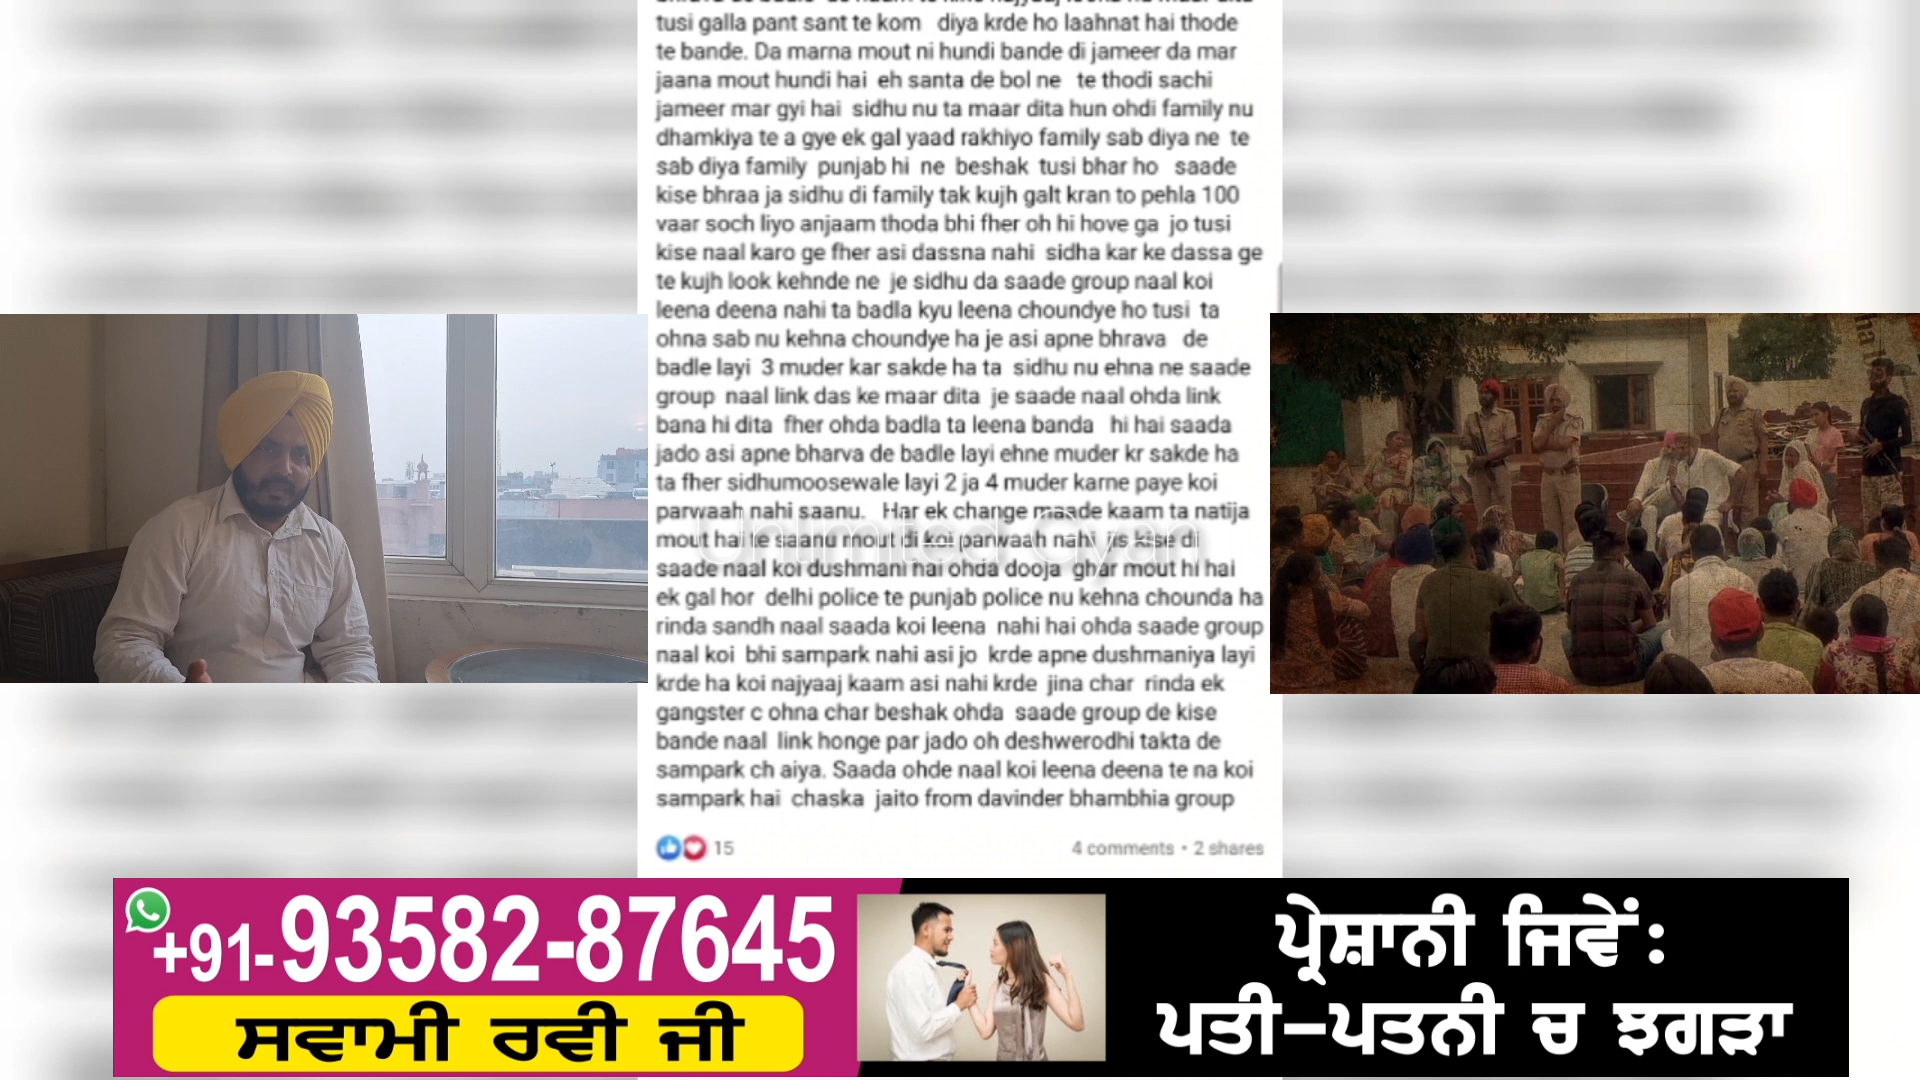 tusi galla pant sant te kom diya krde ho laahnat hai thode
te bande. Da marna mout ni hundi bande di jameer da mar
jaana mout hundi hai eh santa de bol ne te thodi sachi
jameer mar gyi hai sidhu nu ta maar dita hun ohdi family nu
dhamkiya te a gye ek gal yaad rakhiyo family sab diya ne te
sab diya family punjab hi ne beshak tusi bhar ho saade
kise bhraa ja sidhu di family tak kujh galt kran to pehla 100
vaar soch liyo anjaam thoda bhi fher oh hi hove ga jo tusi
kise naal karo ge fher asi dassna nahi sidha kar ke dassa ge
te kujh look kehnde ne je sidhu da saade group naal koi
leena deena nahi ta badla kyu leena choundye ho tusi ta
ohna sab nu kehna choundye ha je asi apne bhrava de
badle layi 3 muder kar sakde ha ta sidhu nu ehna ne saade
group naal link das ke maar dita je saade naal ohda link
bana hi dita fher ohda badla ta leena banda hi hai saada
jado asi apne bharva de badle layi ehne muder kr sakde ha
ta fher sidhumoosewale layi 2 ja 4 muder karne paye koi
parwaah nahi saanu. Har ek change maade kaam ta natija
mout hai te saanu mout di koi parwaah nahi jis kise di
saade naal koi dushmani hai ohda dooja ghar mout hi hai
ek gal hor delhi police te punjab police nu kehna chounda ha
rinda sandh naal saada koi leena nahi hai ohda saade group
naal koi bhi sampark nahi asi jo krde apne dushmaniya layi
krde ha koi najyaaj kaam asi nahi krde jina char rinda ek
gangster c ohna char beshak ohda saade group de kise
bande naal link honge par jado oh deshwerodhi takta de
sampark ch aiya. Saada ohde naal koi leena deena te na koi
sampark hai chaska jaito from davinder bhambhia group
15 4 comments • 2 shares
Unlimited Gyan
+91-93582-87645
ਸਵਾਮੀ ਰਵੀ ਜੀ
ਪ੍ਰੇਸ਼ਾਨੀ ਜਿਵੇਂ:
ਪਤੀ-ਪਤਨੀ ਚ ਝਗੜਾ